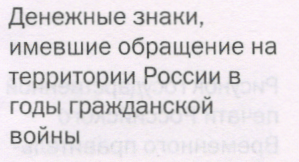 Денежные знаки,
имевшие обращение на
территории России в
годы гражданской
войны